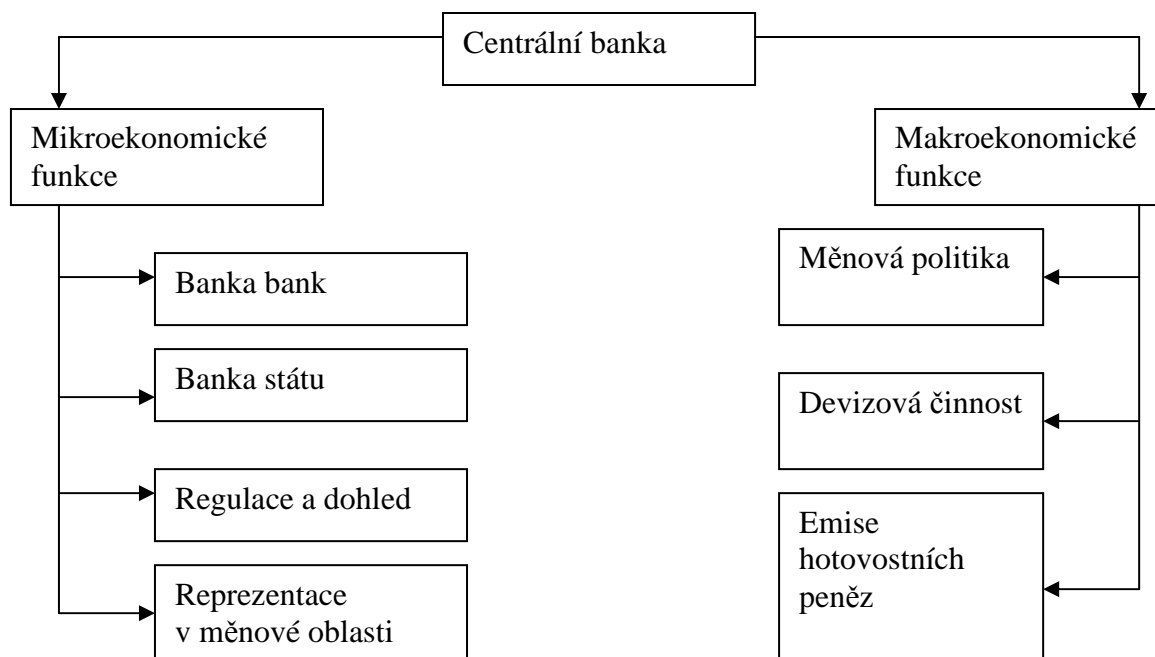 Centrální banka
Mikroekonomické
funkce
Banka bank
Banka státu
Regulace a dohled
Reprezentace
v měnové oblasti
Makroekonomické
funkce
Měnová politika
Devizová činnost
Emise
hotovostních
peněz